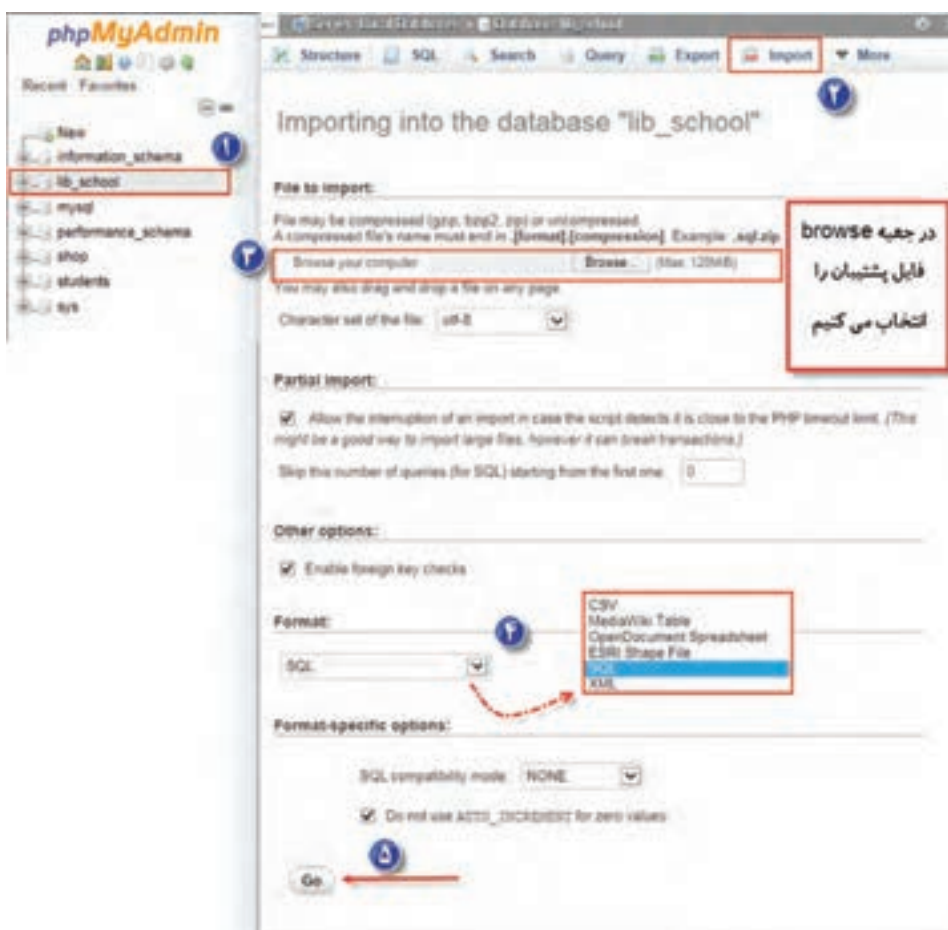 phpMyAdmin
Recent Favorites
New
information_schema
lib_school
mysql
performance_schema
shop
students
sys
۱
Structure SQL Search Query Export Import More
۲
Importing into the database "lib_school"
File to import:
File may be compressed (gzip, bzip2, zip) or uncompressed.
A compressed file's name must end in .[format].[compression]. Example: .sql.zip
۳
Browse your computer: Browse... (Max: 128MiB)
You may also drag and drop a file on any page.
Character set of the file: utf-8
در جعبه browse
فایل پشتیبان را
انتخاب می کنیم
Partial import:
Allow the interruption of an import in case the script detects it is close to the PHP timeout limit. (This
might be a good way to import large files, however it can break transactions.)
Skip this number of queries (for SQL) starting from the first one: 0
Other options:
Enable foreign key checks
Format:
۴
SQL
CSV
MediaWiki Table
OpenDocument Spreadsheet
ESRI Shape File
SQL
XML
Format-specific options:
SQL compatibility mode: NONE
Do not use AUTO_INCREMENT for zero values
۵
Go